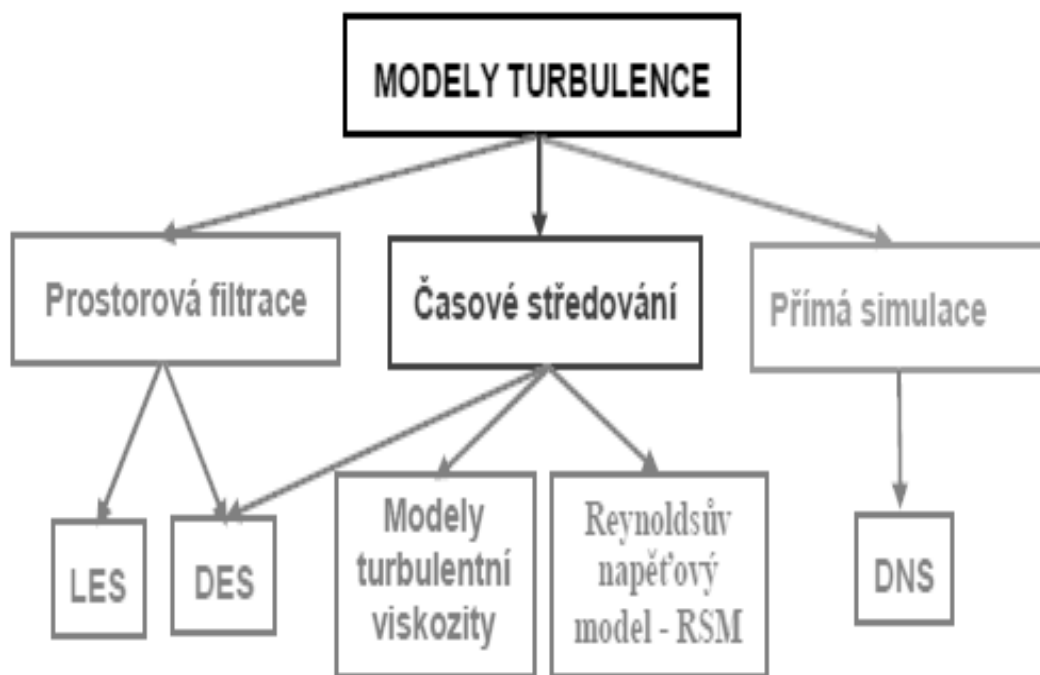 MODELY TURBULENCE
Prostorová filtrace
Časové středování
Přímá simulace
LES
DES
Modely
turbulentní
viskozity
Reynoldsův
napěťový
model - RSM
DNS